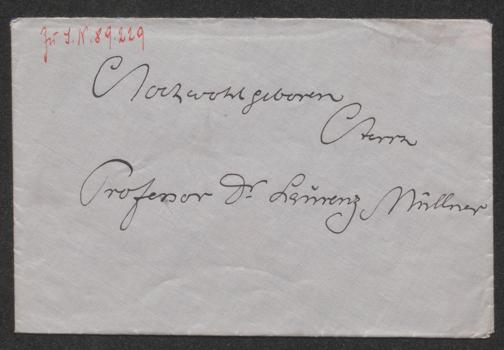 Zu I.N. 89.229
Hochwohlgeboren
Herrn
Professor Dr. Laurenz Müllner